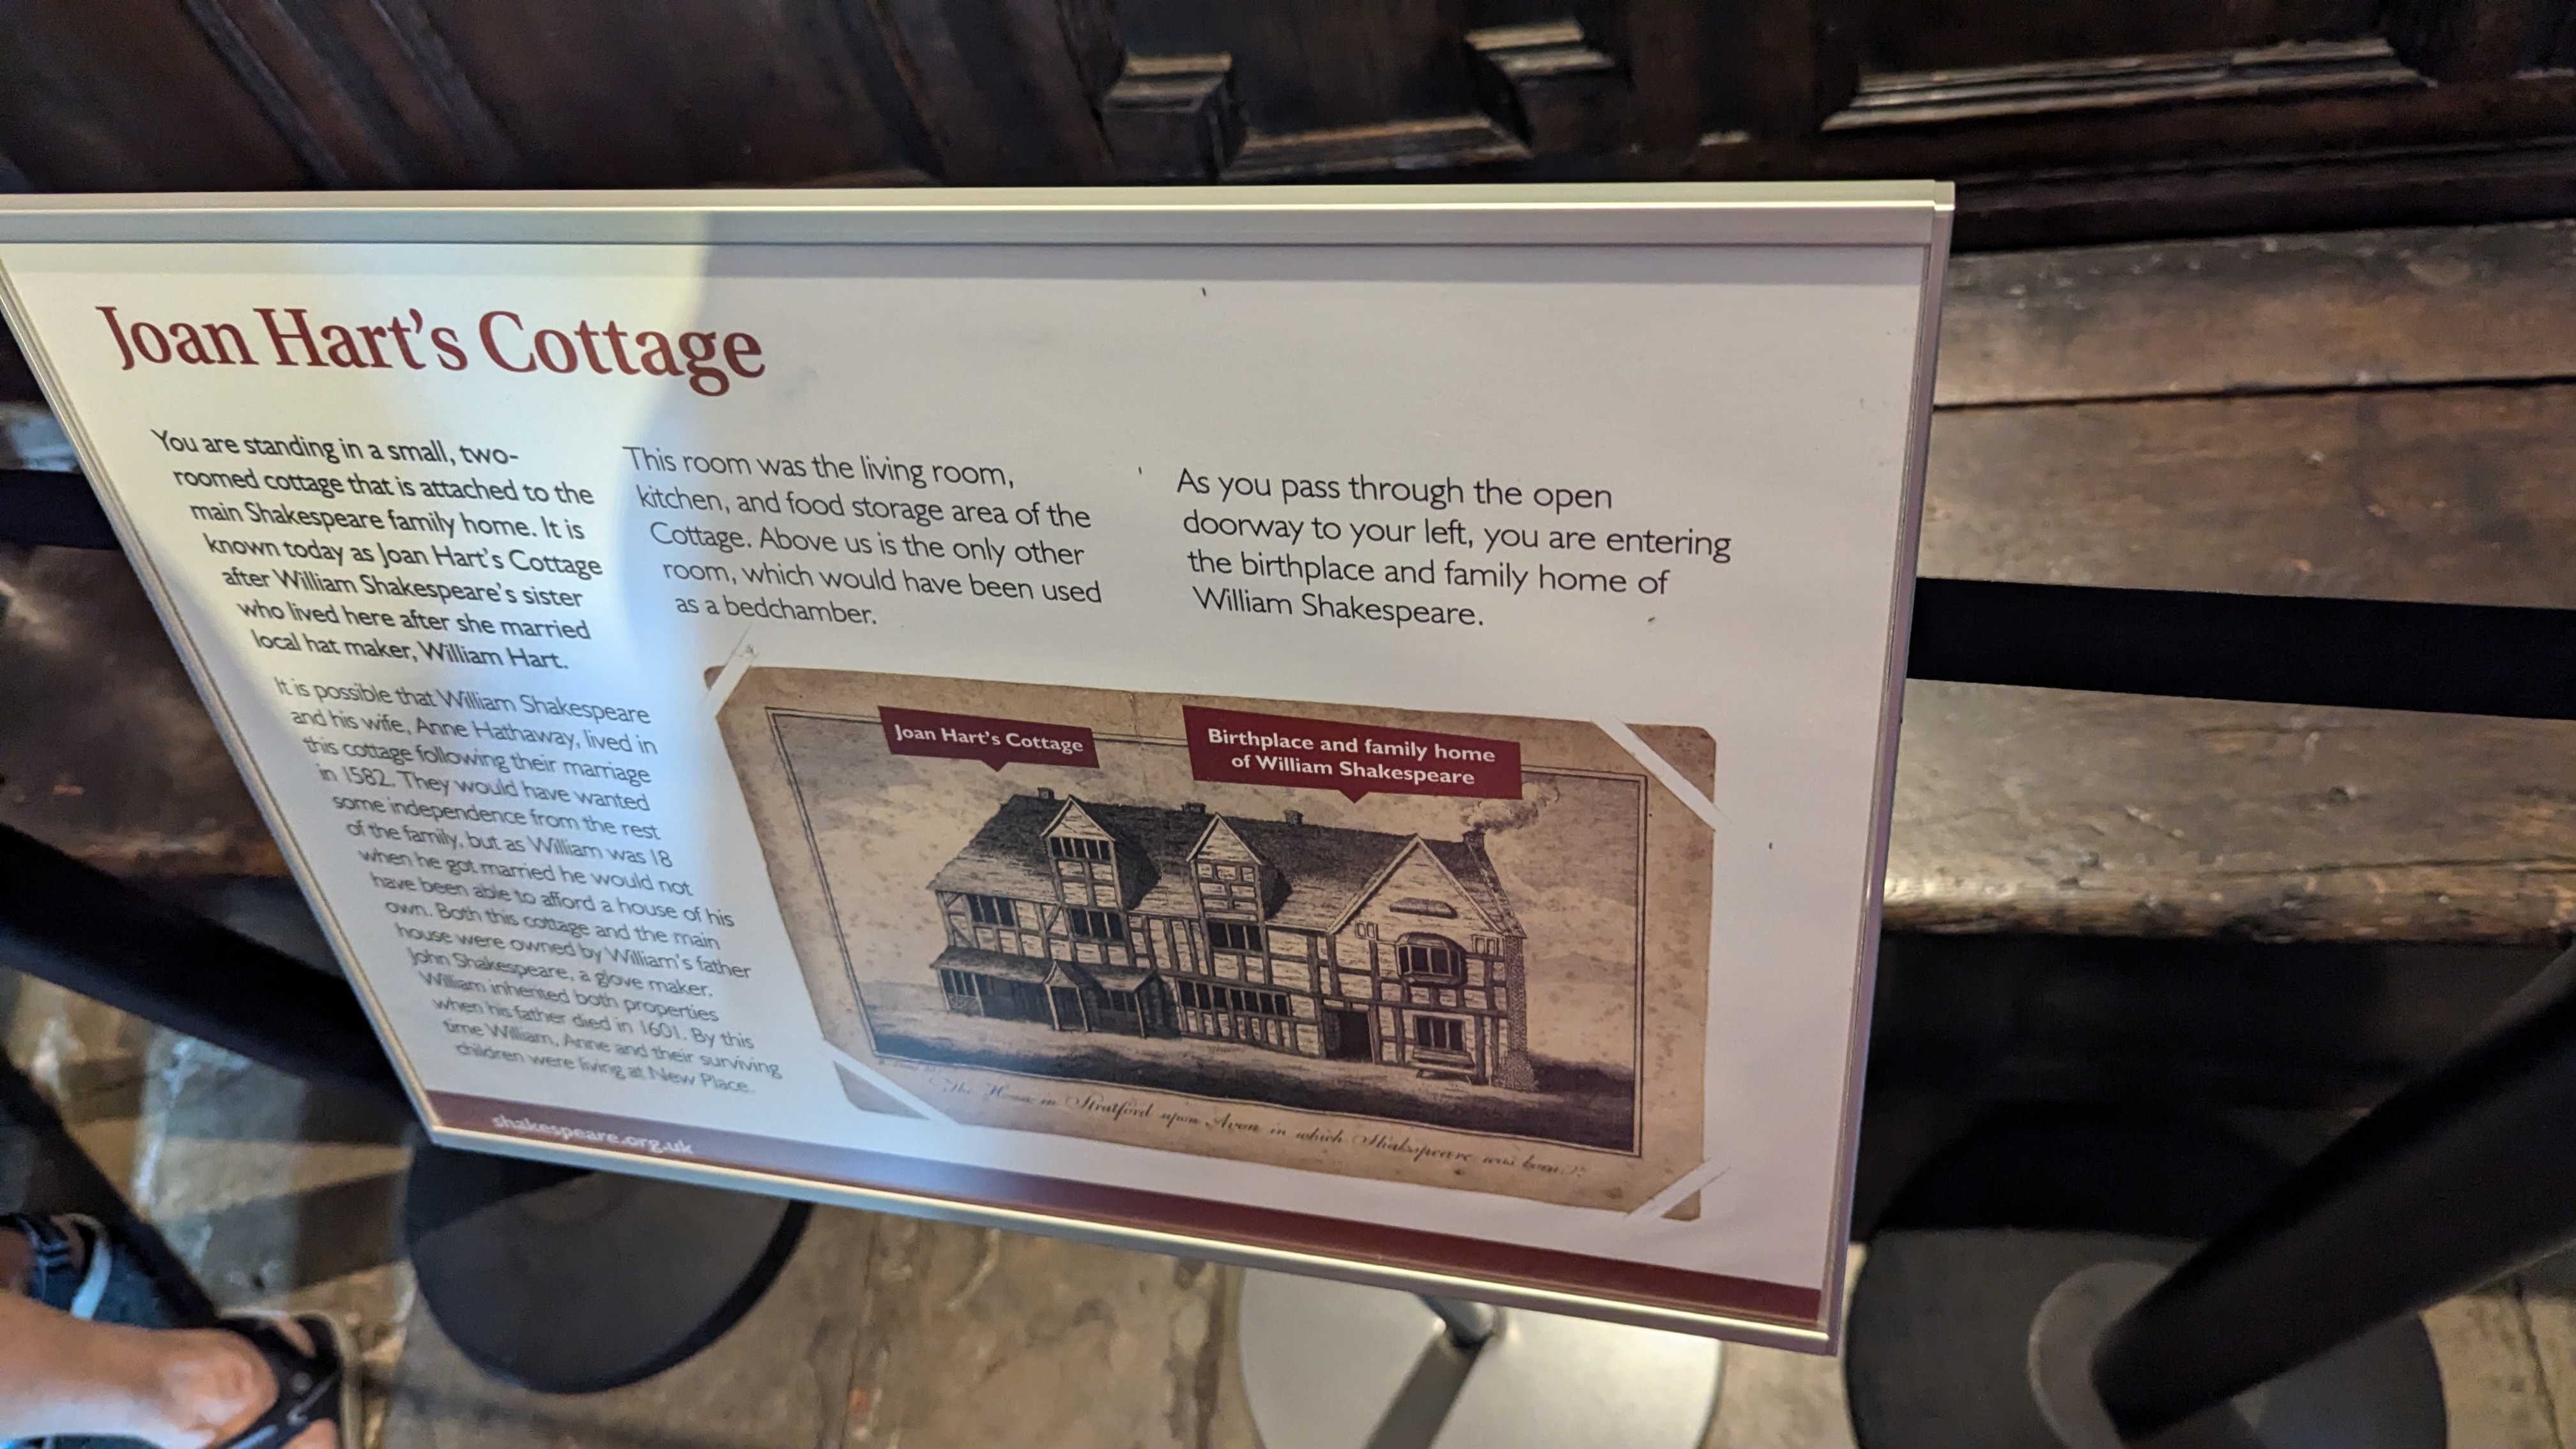 Joan Hart's Cottage
You are standing in a small, two-
roomed cottage that is attached to the
main Shakespeare family home. It is
known today as Joan Hart's Cottage
after William Shakespeare's sister
who lived here after she married
local hat maker, William Hart.
It is possible that William Shakespeare
and his wife, Anne Hathaway, lived in
this cottage following their marriage
in 1582. They would have wanted
some independence from the rest
of the family, but as William was 18
when he got married he would not
have been able to afford a house of his
own. Both this cottage and the main
house were owned by William's father
John Shakespeare, a glove maker.
William inherited both properties
when his father died in 1601. By this
time William, Anne and their surviving
children were living at New Place.
This room was the living room,
kitchen, and food storage area of the
Cottage. Above us is the only other
room, which would have been used
as a bedchamber.
As you pass through the open
doorway to your left, you are entering
the birthplace and family home of
William Shakespeare.
Joan Hart's Cottage
Birthplace and family home
of William Shakespeare
The House in Stratford upon Avon in which Shakspeare was born.
shakespeare.org.uk